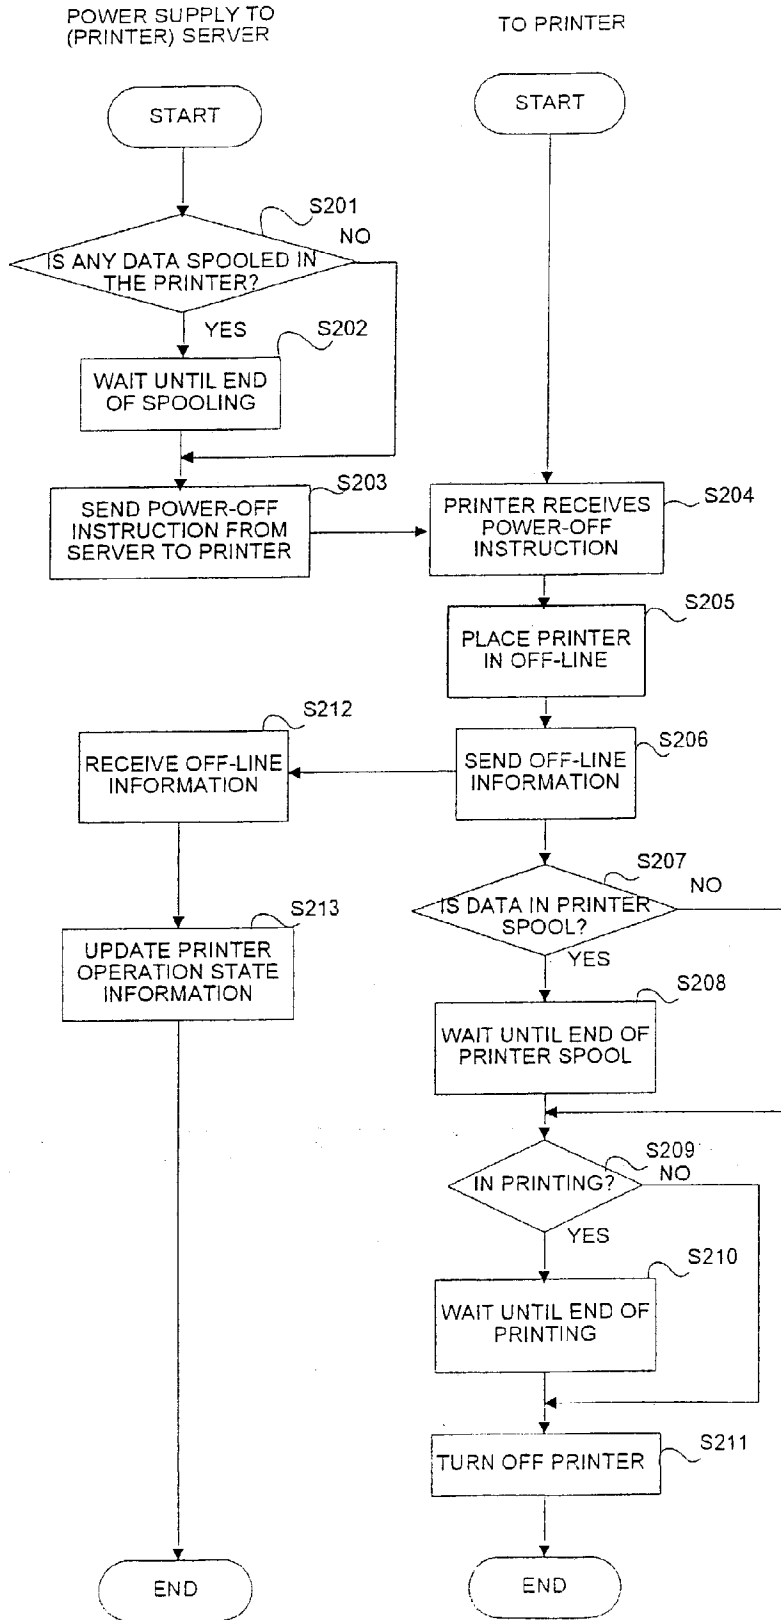 POWER SUPPLY TO
(PRINTER) SERVER
TO PRINTER
START
START
S201
NO
IS ANY DATA SPOOLED IN
THE PRINTER?
YES
S202
WAIT UNTIL END
OF SPOOLING
S203
SEND POWER-OFF
INSTRUCTION FROM
SERVER TO PRINTER
S204
PRINTER RECEIVES
POWER-OFF
INSTRUCTION
S205
PLACE PRINTER
IN OFF-LINE
S212
RECEIVE OFF-LINE
INFORMATION
S206
SEND OFF-LINE
INFORMATION
S207
NO
IS DATA IN PRINTER
SPOOL?
YES
S213
UPDATE PRINTER
OPERATION STATE
INFORMATION
S208
WAIT UNTIL END OF
PRINTER SPOOL
S209
NO
IN PRINTING?
YES
S210
WAIT UNTIL END OF
PRINTING
S211
TURN OFF PRINTER
END
END